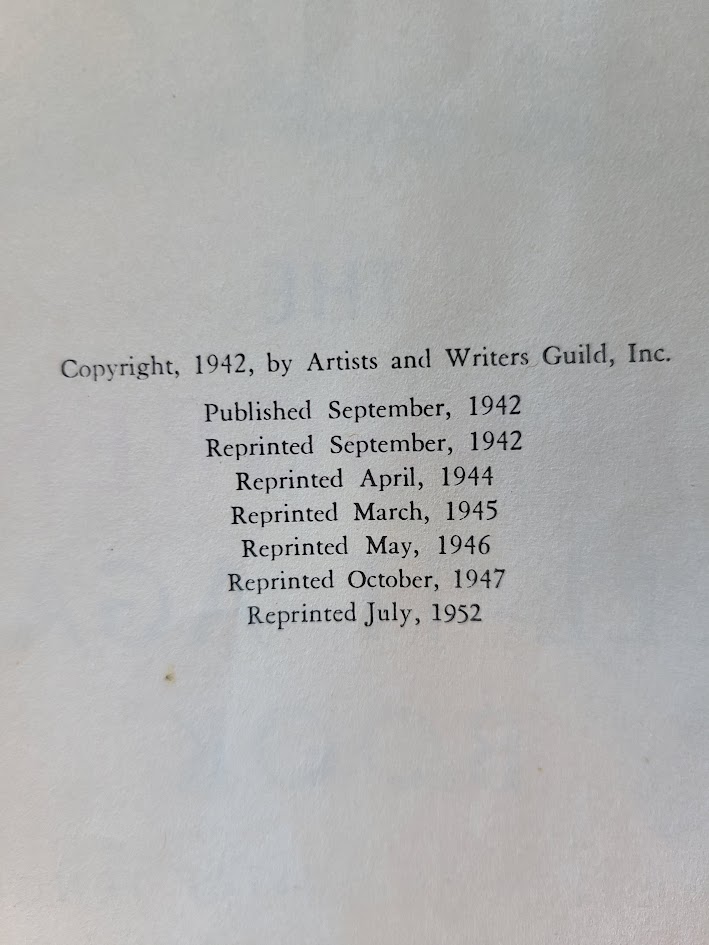 Copyright, 1942, by Artists and Writers Guild, Inc.
Published September, 1942
Reprinted September, 1942
Reprinted April, 1944
Reprinted March, 1945
Reprinted May, 1946
Reprinted October, 1947
Reprinted July, 1952